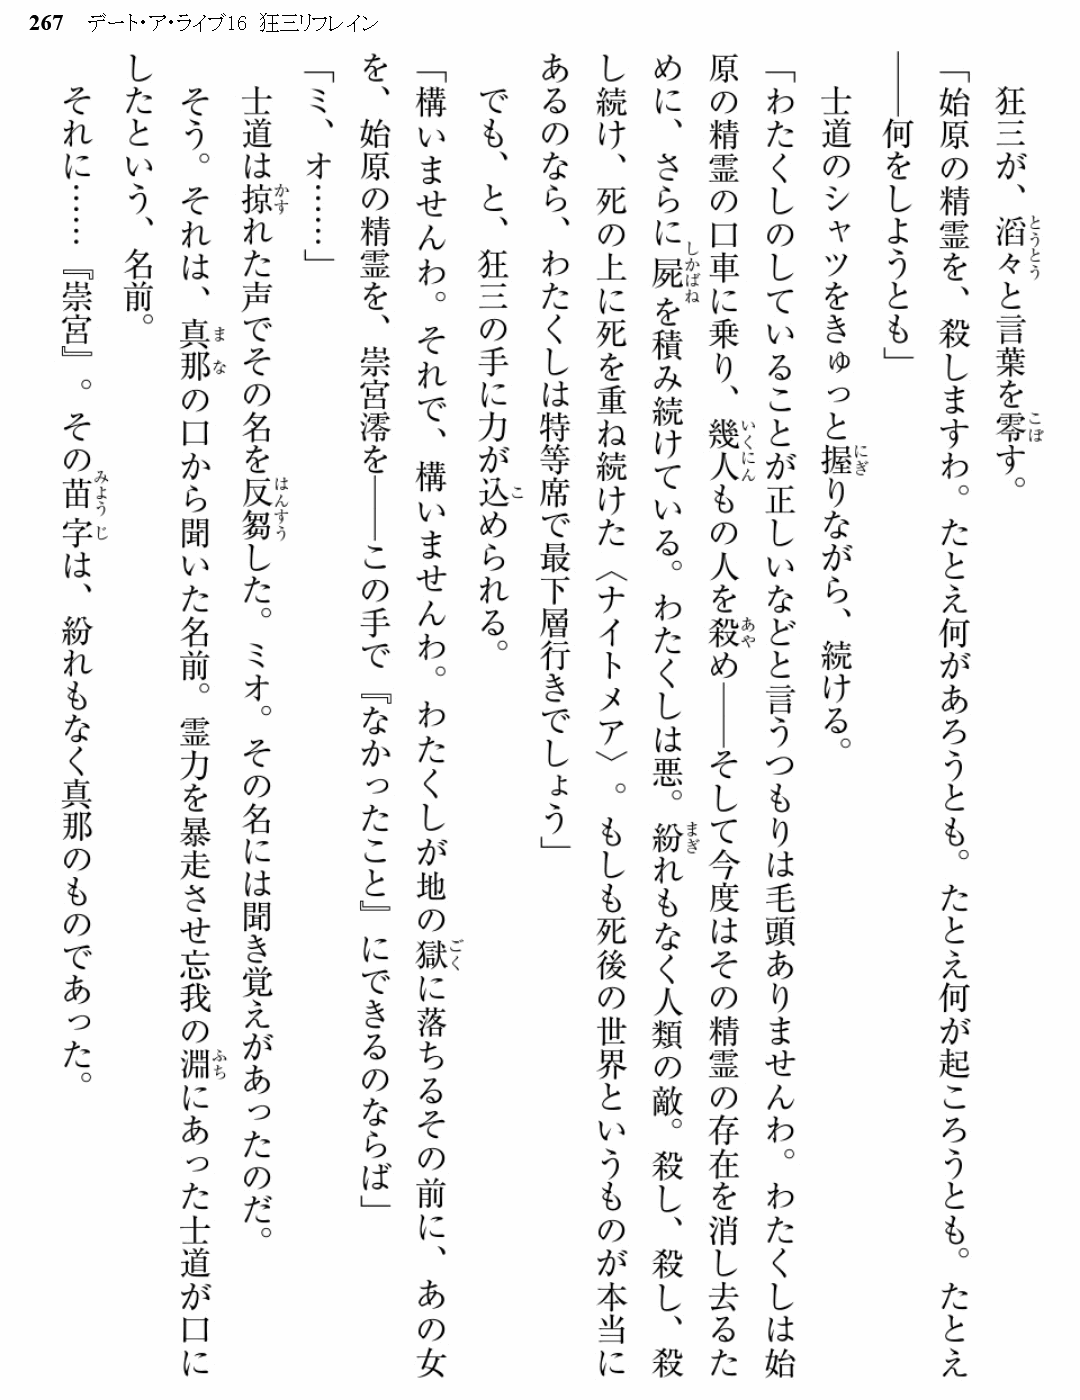 267 デート・ア・ライブ16 狂三リフレイン
狂三が、滔々と言葉を零す。
「始原の精霊を、殺しますわ。たとえ何があろうとも。たとえ何が起ころうとも。たとえ
――何をしようとも」
士道のシャツをきゅっと握りながら、続ける。
「わたくしのしていることが正しいなどと言うつもりは毛頭ありませんわ。わたくしは始
原の精霊の口車に乗り、幾人もの人を殺め――そして今度はその精霊の存在を消し去るた
めに、さらに屍を積み続けている。わたくしは悪。紛れもなく人類の敵。殺し、殺し、殺
し続け、死の上に死を重ね続けた〈ナイトメア〉。もしも死後の世界というものが本当に
あるのなら、わたくしは特等席で最下層行きでしょう」
でも、と、狂三の手に力が込められる。
「構いませんわ。それで、構いませんわ。わたくしが地の獄に落ちるその前に、あの女
を、始原の精霊を、崇宮澪を――この手で『なかったこと』にできるのならば」
「ミ、オ……」
士道は掠れた声でその名を反芻した。ミオ。その名には聞き覚えがあったのだ。
そう。それは、真那の口から聞いた名前。霊力を暴走させ忘我の淵にあった士道が口に
したという、名前。
それに……『崇宮』。その苗字は、紛れもなく真那のものであった。